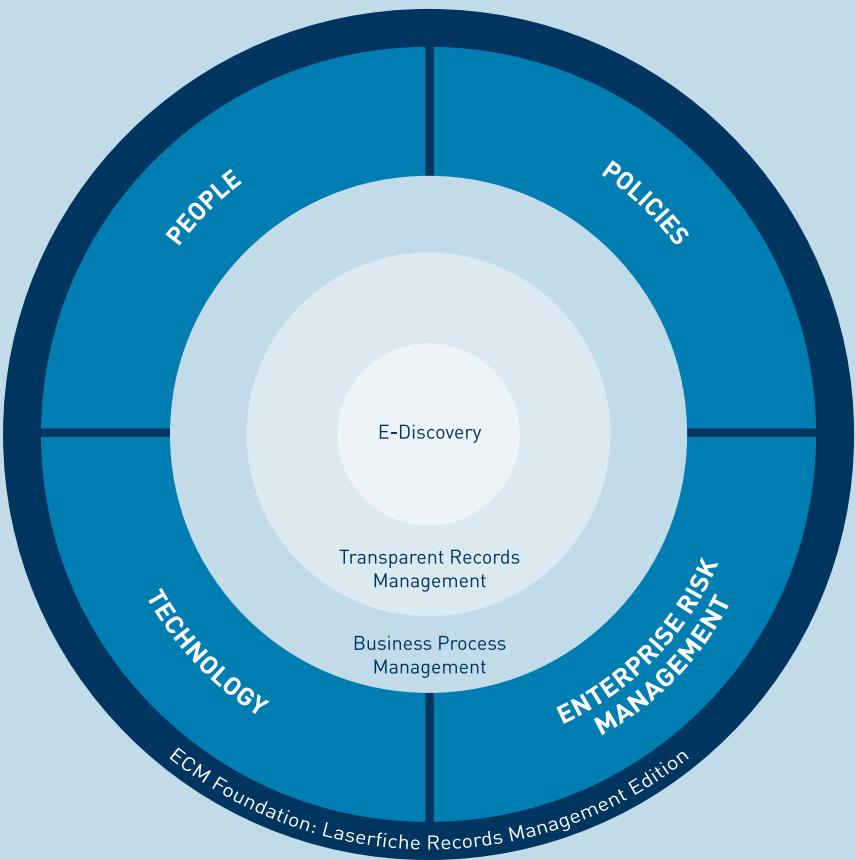 PEOPLE
POLICIES
E-Discovery
Transparent Records
Management
Business Process
Management
TECHNOLOGY
ENTERPRISE RISK
MANAGEMENT
ECM Foundation: Laserfiche Records Management Edition